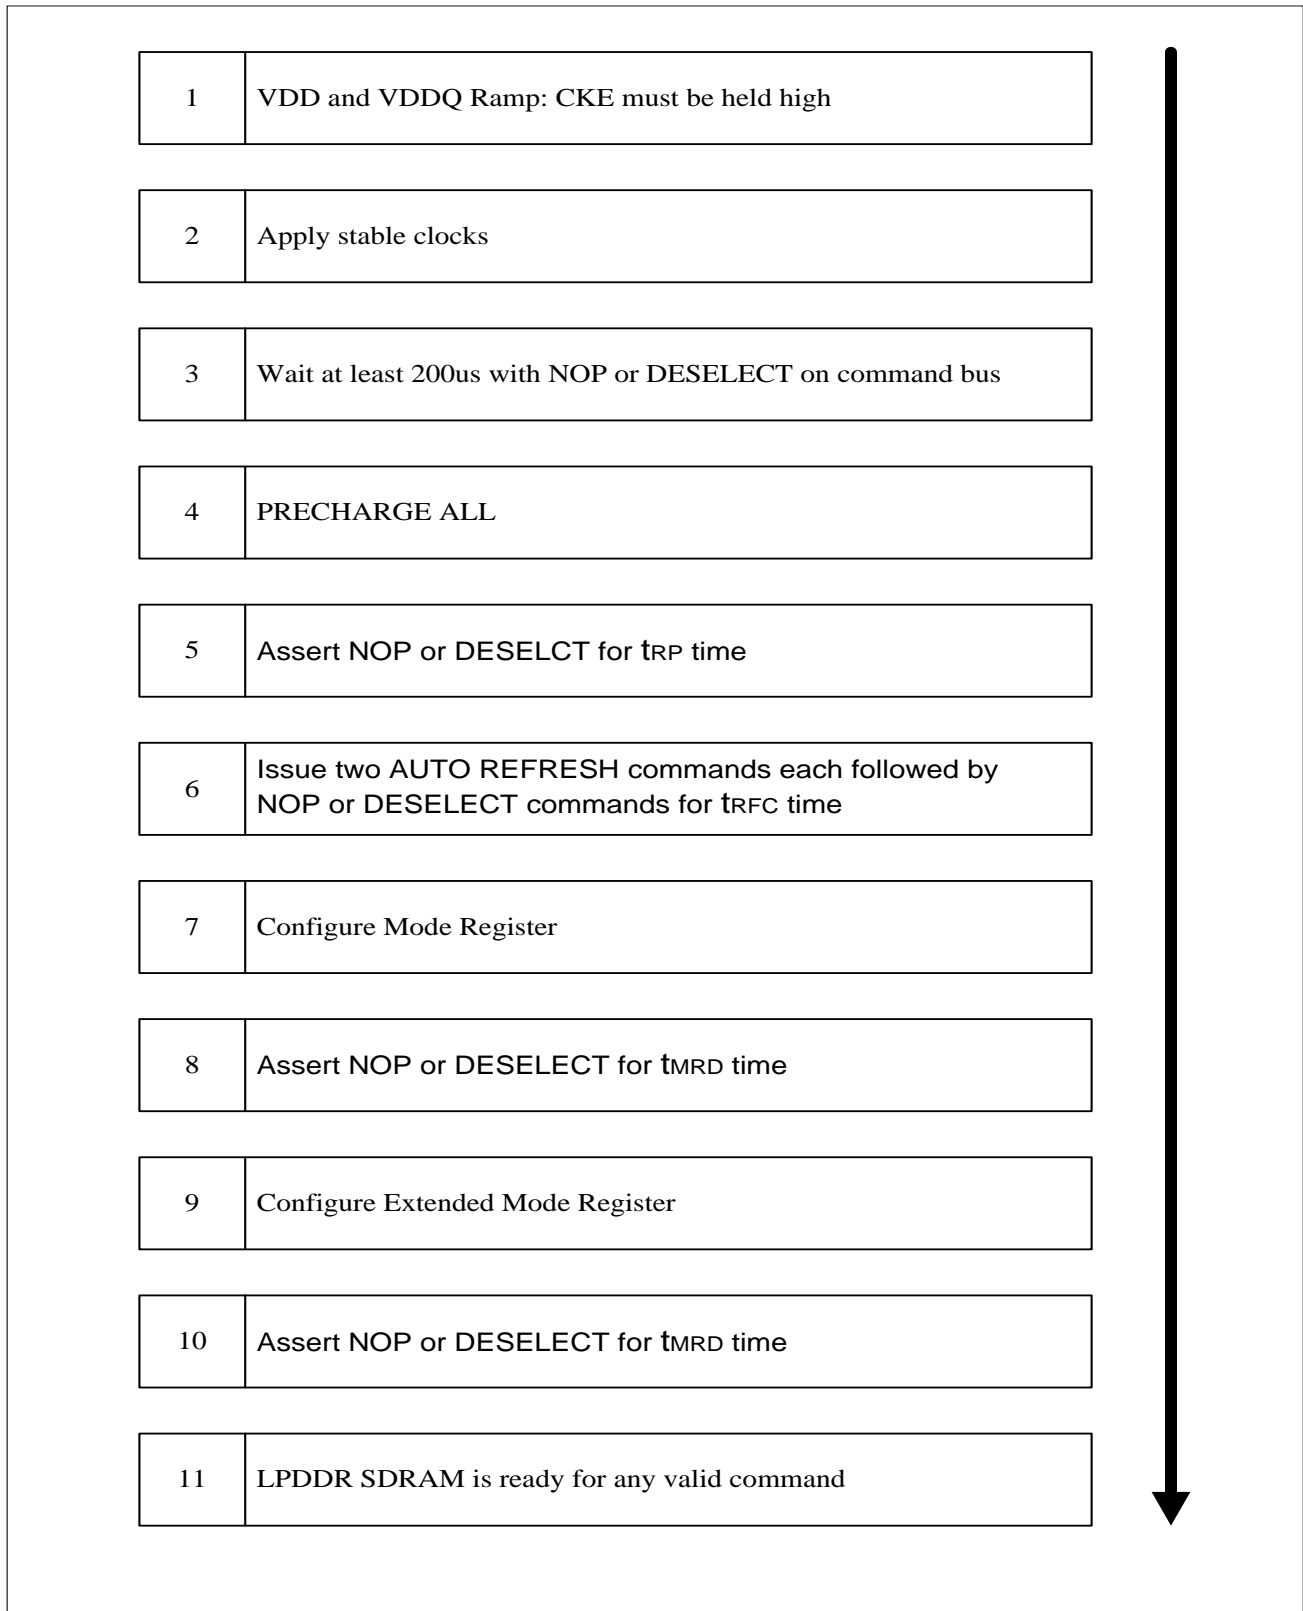 1 VDD and VDDQ Ramp: CKE must be held high
2 Apply stable clocks
3 Wait at least 200us with NOP or DESELECT on command bus
4 PRECHARGE ALL
5 Assert NOP or DESELCT for tRP time
6 Issue two AUTO REFRESH commands each followed by
NOP or DESELECT commands for tRFC time
7 Configure Mode Register
8 Assert NOP or DESELECT for tMRD time
9 Configure Extended Mode Register
10 Assert NOP or DESELECT for tMRD time
11 LPDDR SDRAM is ready for any valid command